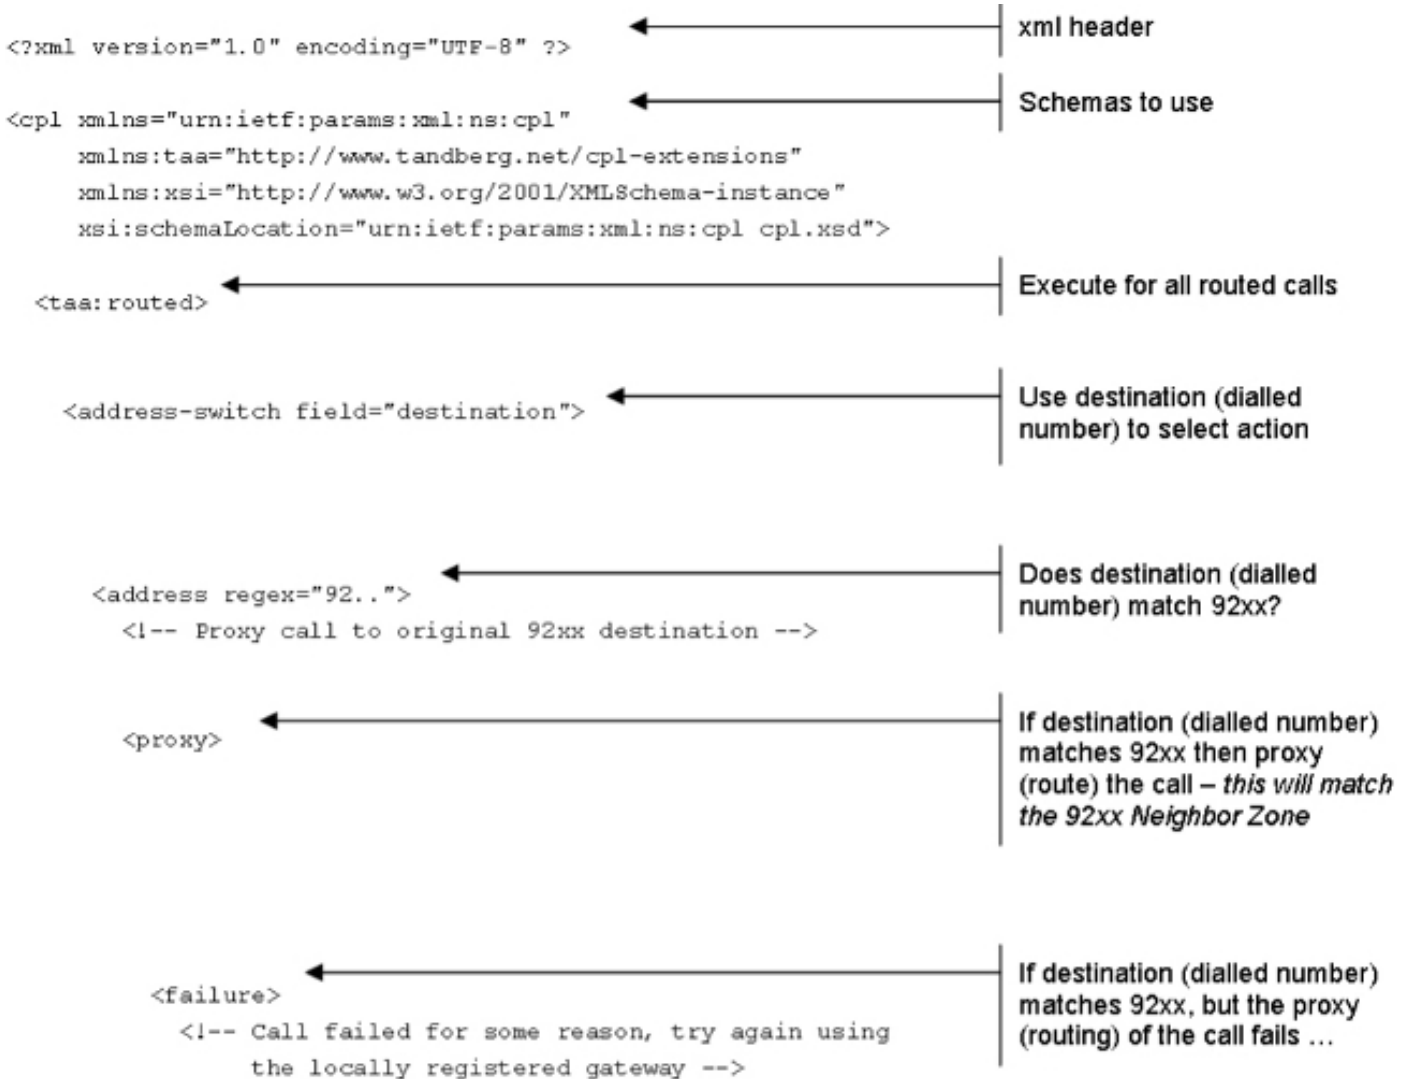 <?xml version="1.0" encoding="UTF-8" ?>
xml header
<cpl xmlns="urn:ietf:params:xml:ns:cpl"
Schemas to use
xmlns:taa="http://www.tandberg.net/cpl-extensions"
xmlns:xsi="http://www.w3.org/2001/XMLSchema-instance"
xsi:schemaLocation="urn:ietf:params:xml:ns:cpl cpl.xsd">
<taa:routed>
Execute for all routed calls
<address-switch field="destination">
Use destination (dialled
number) to select action
<address regex="92..">
Does destination (dialled
number) match 92xx?
<!-- Proxy call to original 92xx destination -->
<proxy>
If destination (dialled number)
matches 92xx then proxy
(route) the call – this will match
the 92xx Neighbor Zone
<failure>
If destination (dialled number)
matches 92xx, but the proxy
(routing) of the call fails ...
<!-- Call failed for some reason, try again using
the locally registered gateway -->